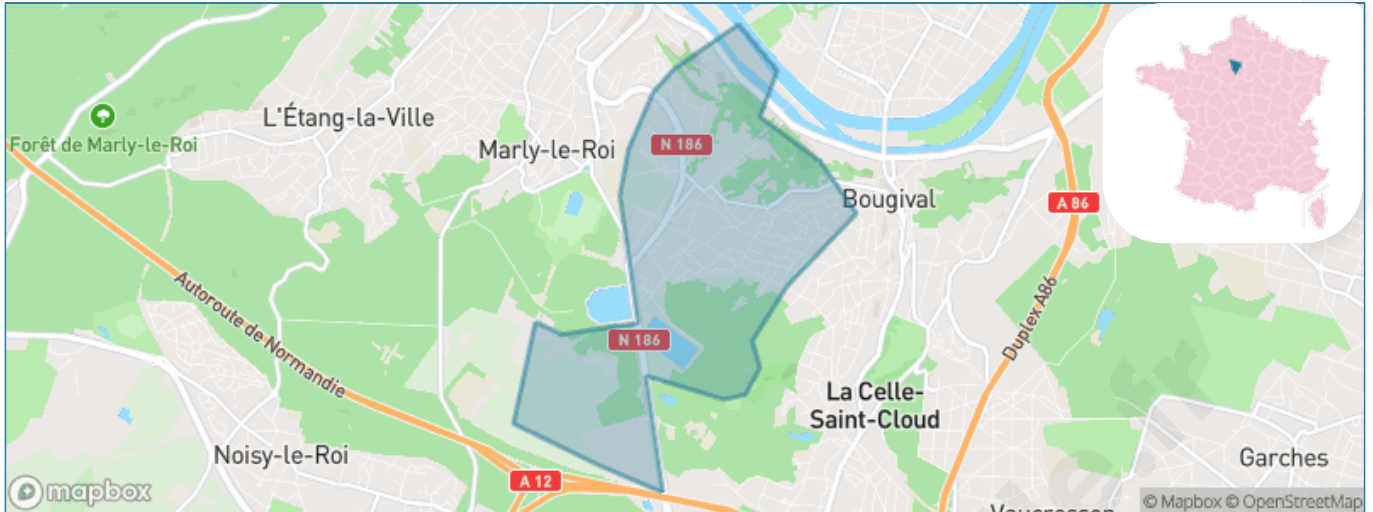 L'Étang-la-Ville
Forêt de Marly-le-Roi
Marly-le-Roi
N 186
Bougival
A 86
Autoroute de Normandie
N 186
Duplex A86
La Celle-
Saint-Cloud
Noisy-le-Roi
Garches
A 12
mapbox
© Mapbox © OpenStreetMap